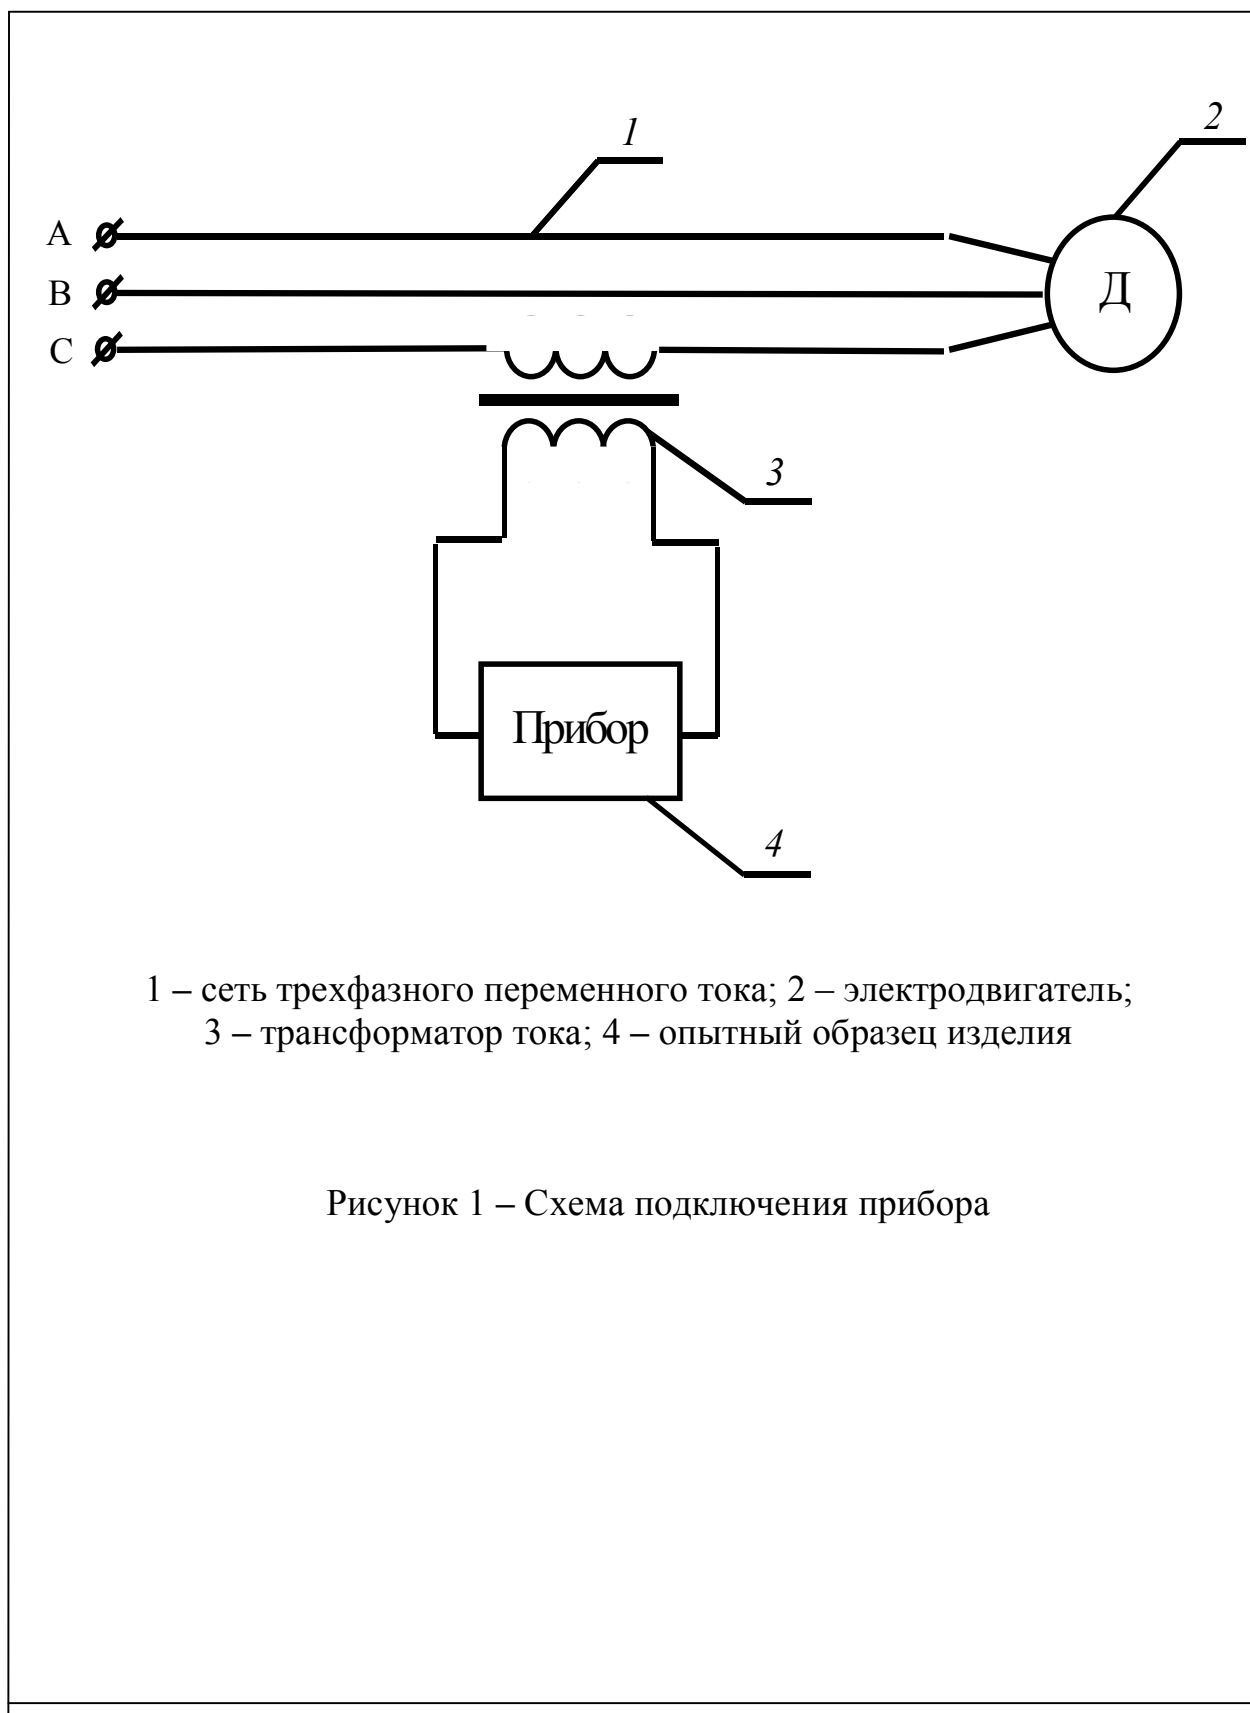 1
2
А
В
С
Д
3
Прибор
4
1 – сеть трехфазного переменного тока; 2 – электродвигатель;
3 – трансформатор тока; 4 – опытный образец изделия
Рисунок 1 – Схема подключения прибора